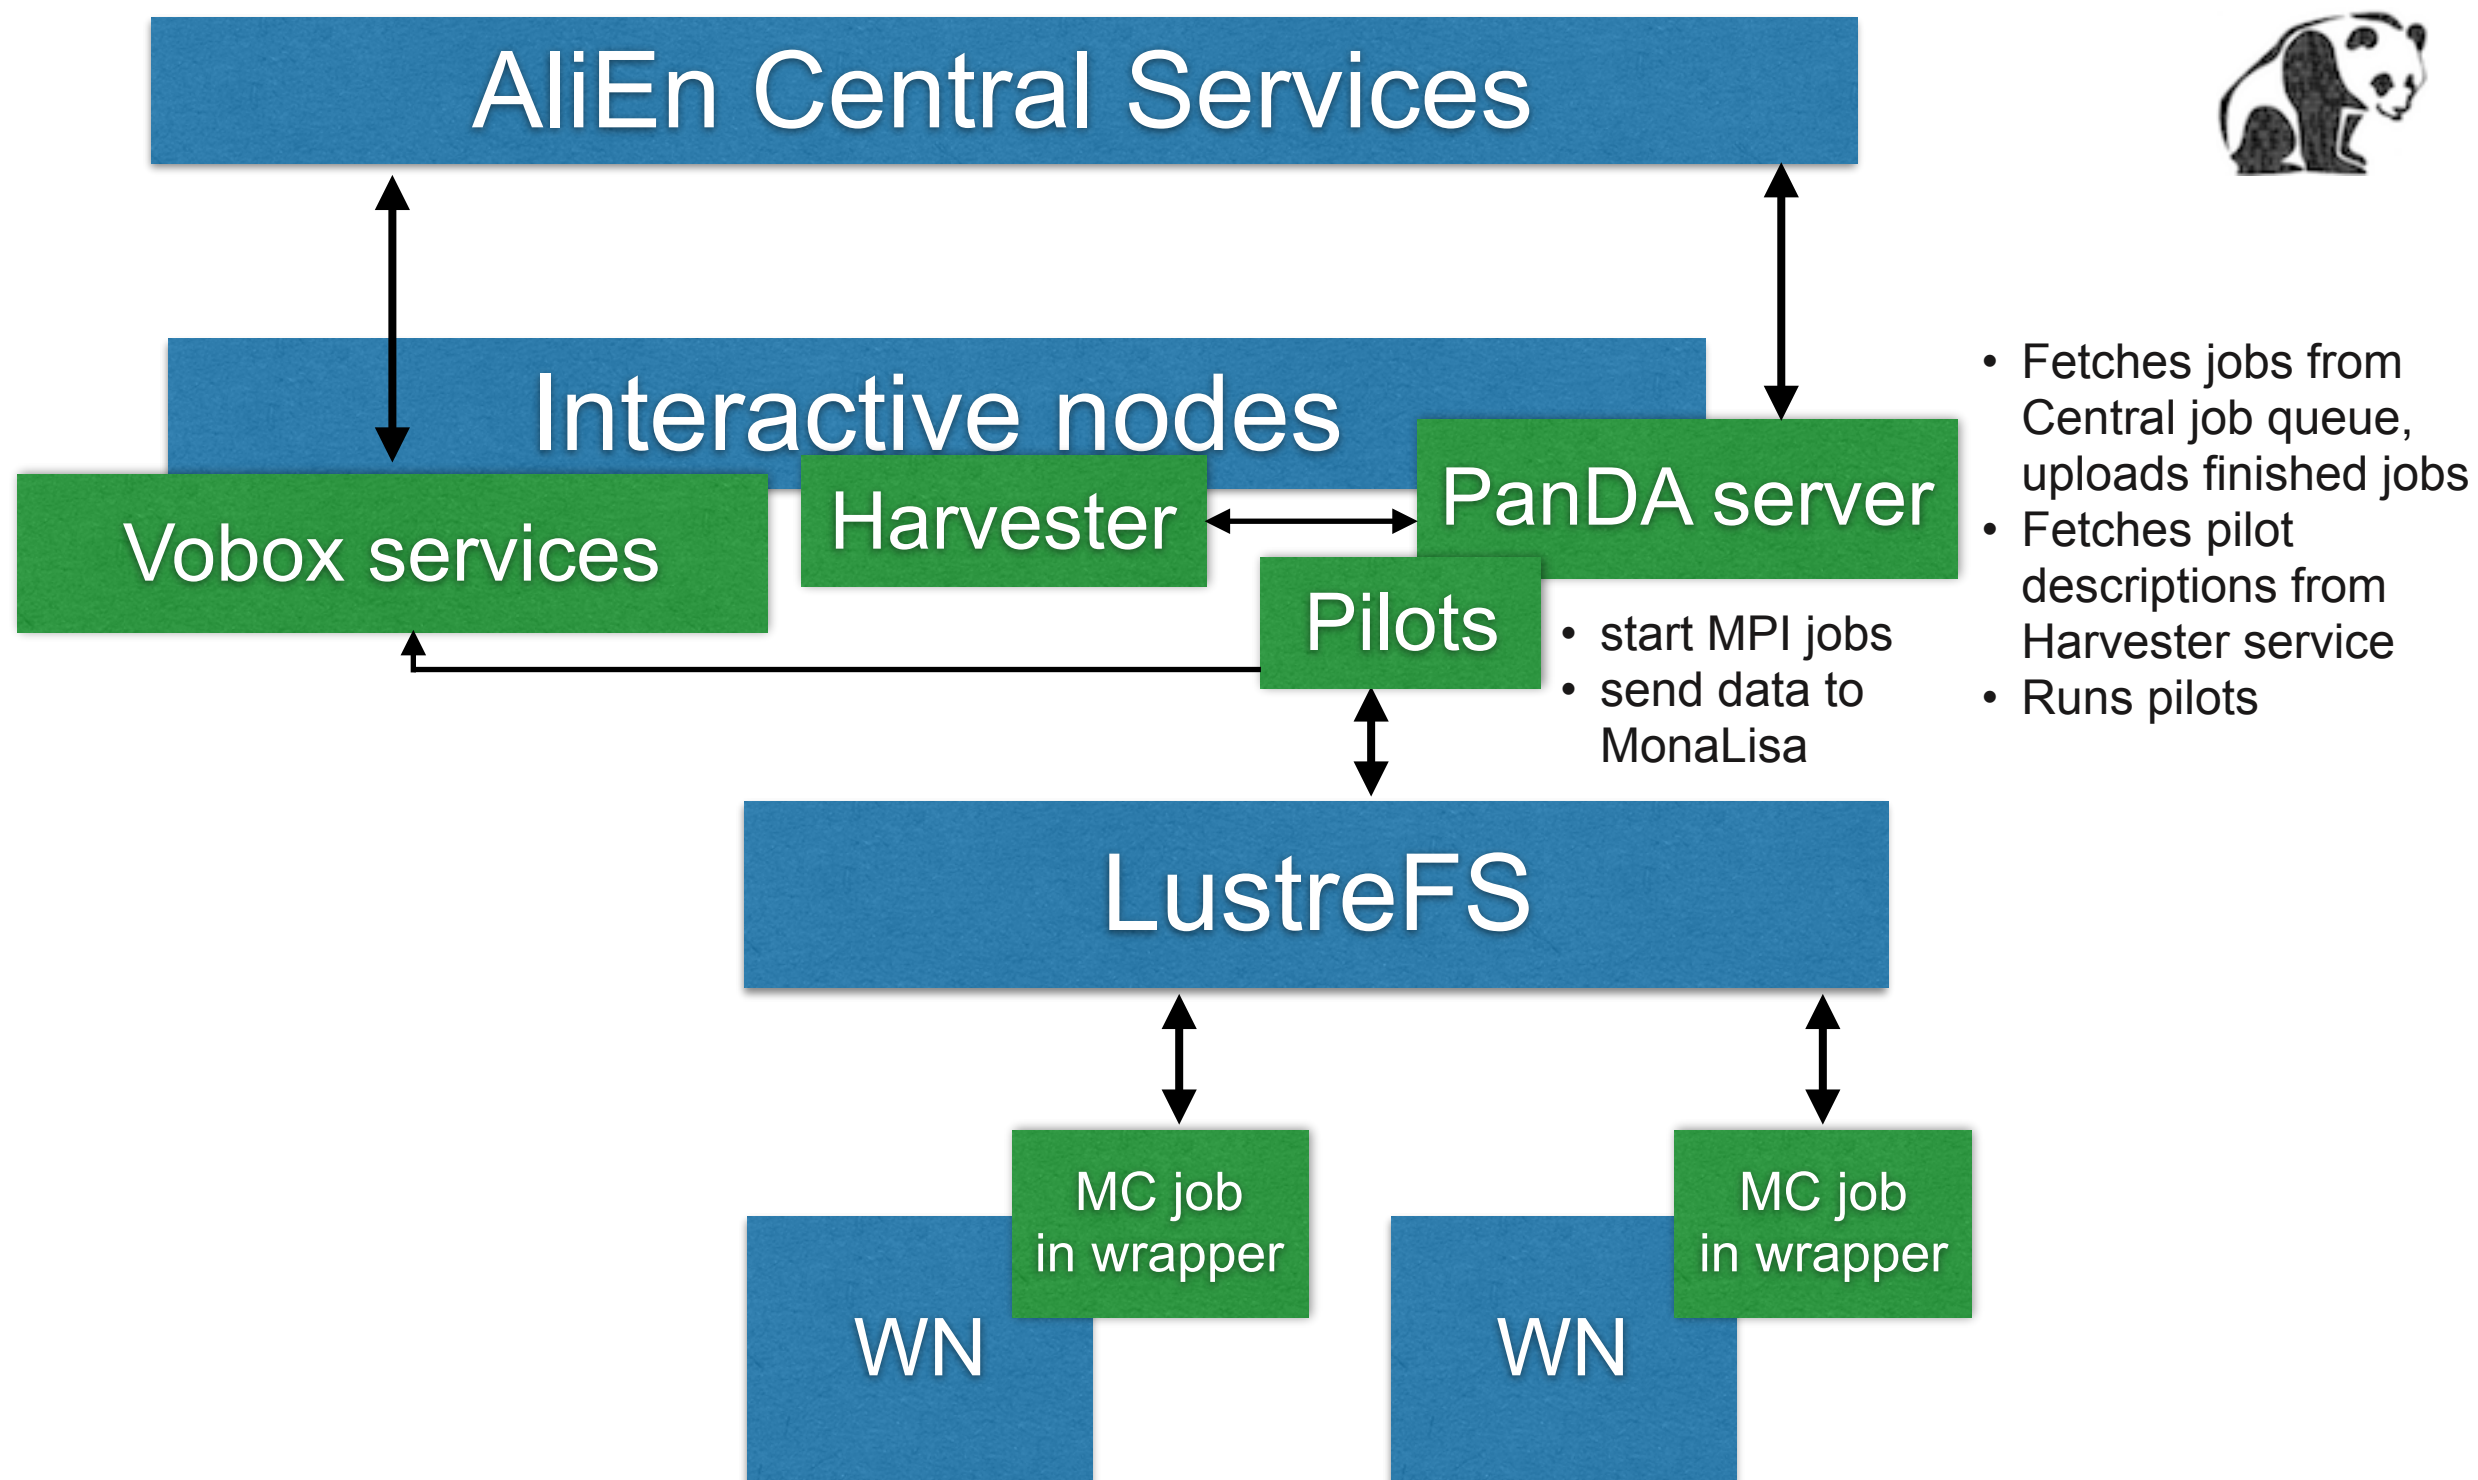 AliEn Central Services
Interactive nodes
Vobox services
Harvester
PanDA server
Pilots
• start MPI jobs
• send data to
MonaLisa
• Fetches jobs from
Central job queue,
uploads finished jobs
• Fetches pilot
descriptions from
Harvester service
• Runs pilots
LustreFS
MC job
in wrapper
WN
MC job
in wrapper
WN